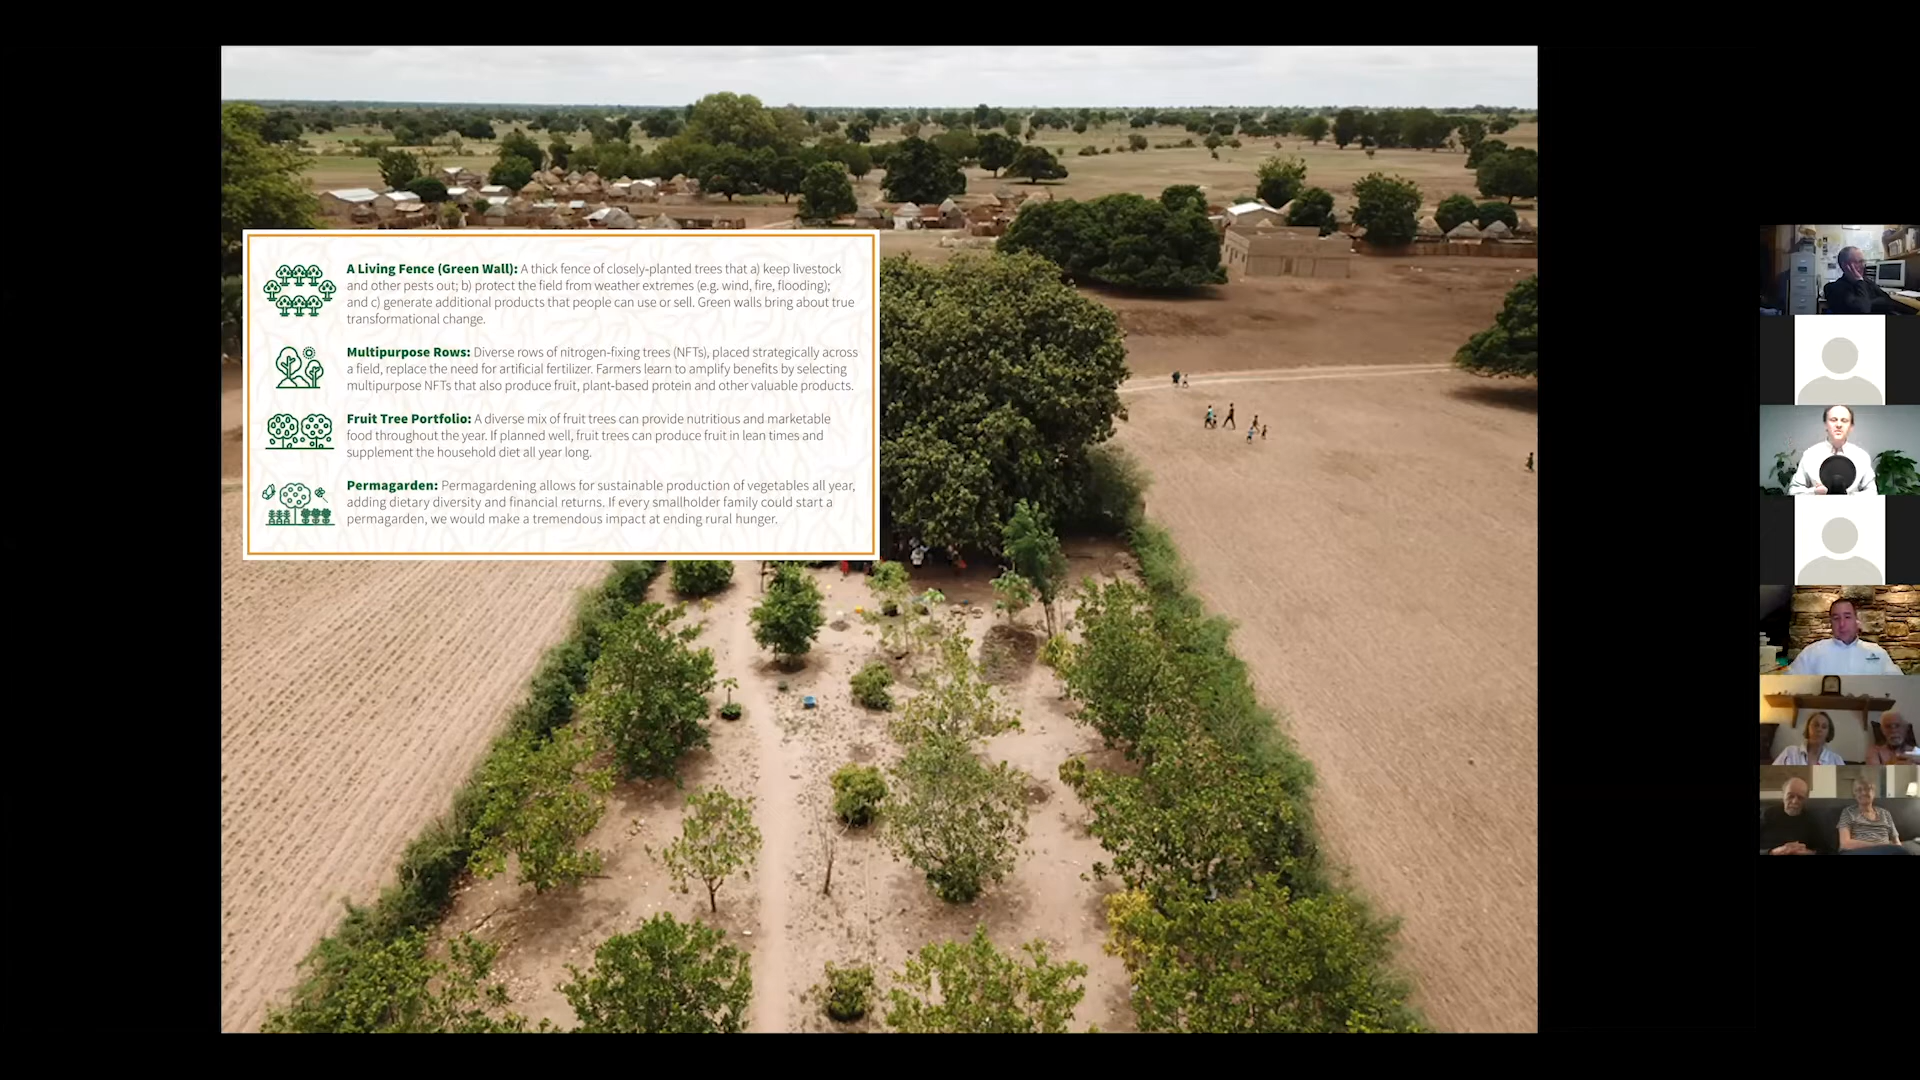 A Living Fence (Green Wall): A thick fence of closely-planted trees that a) keep livestock
and other pests out; b) protect the field from weather extremes (e.g. wind, fire, flooding);
and c) generate additional products that people can use or sell. Green walls bring about true
transformational change.
Multipurpose Rows: Diverse rows of nitrogen-fixing trees (NFTs), placed strategically across
a field, replace the need for artificial fertilizer. Farmers learn to amplify benefits by selecting
multipurpose NFTs that also produce fruit, plant-based protein and other valuable products.
Fruit Tree Portfolio: A diverse mix of fruit trees can provide nutritious and marketable
food throughout the year. If planned well, fruit trees can produce fruit in lean times and
supplement the household diet all year long.
Permagarden: Permagardening allows for sustainable production of vegetables all year,
adding dietary diversity and financial returns. If every smallholder family could start a
permagarden, we would make a tremendous impact at ending rural hunger.